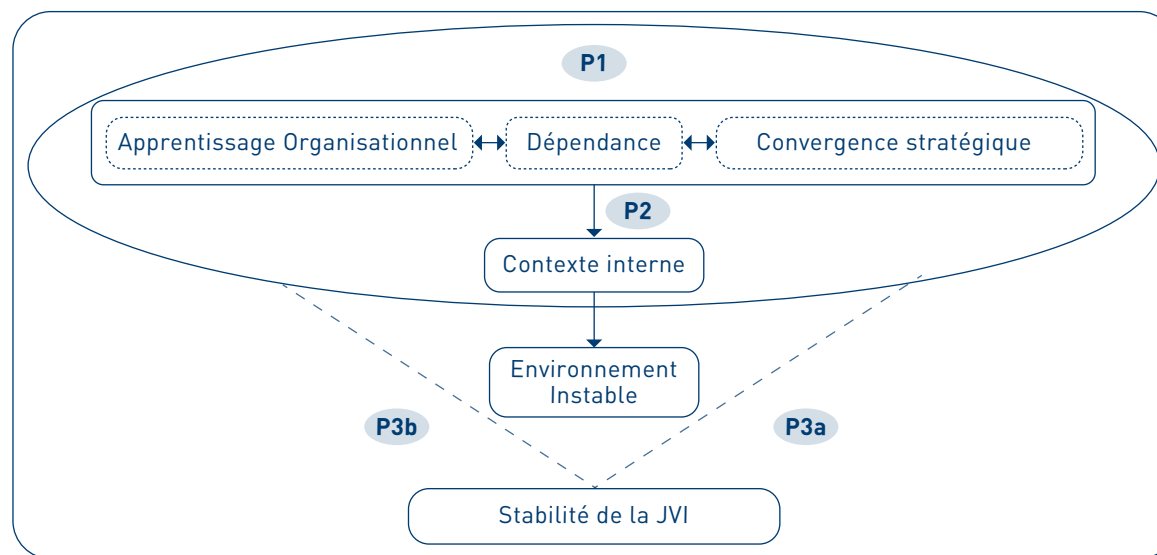 P1
Apprentissage Organisationnel
Dépendance
Convergence stratégique
P2
Contexte interne
Environnement
Instable
P3b
P3a
Stabilité de la JVI